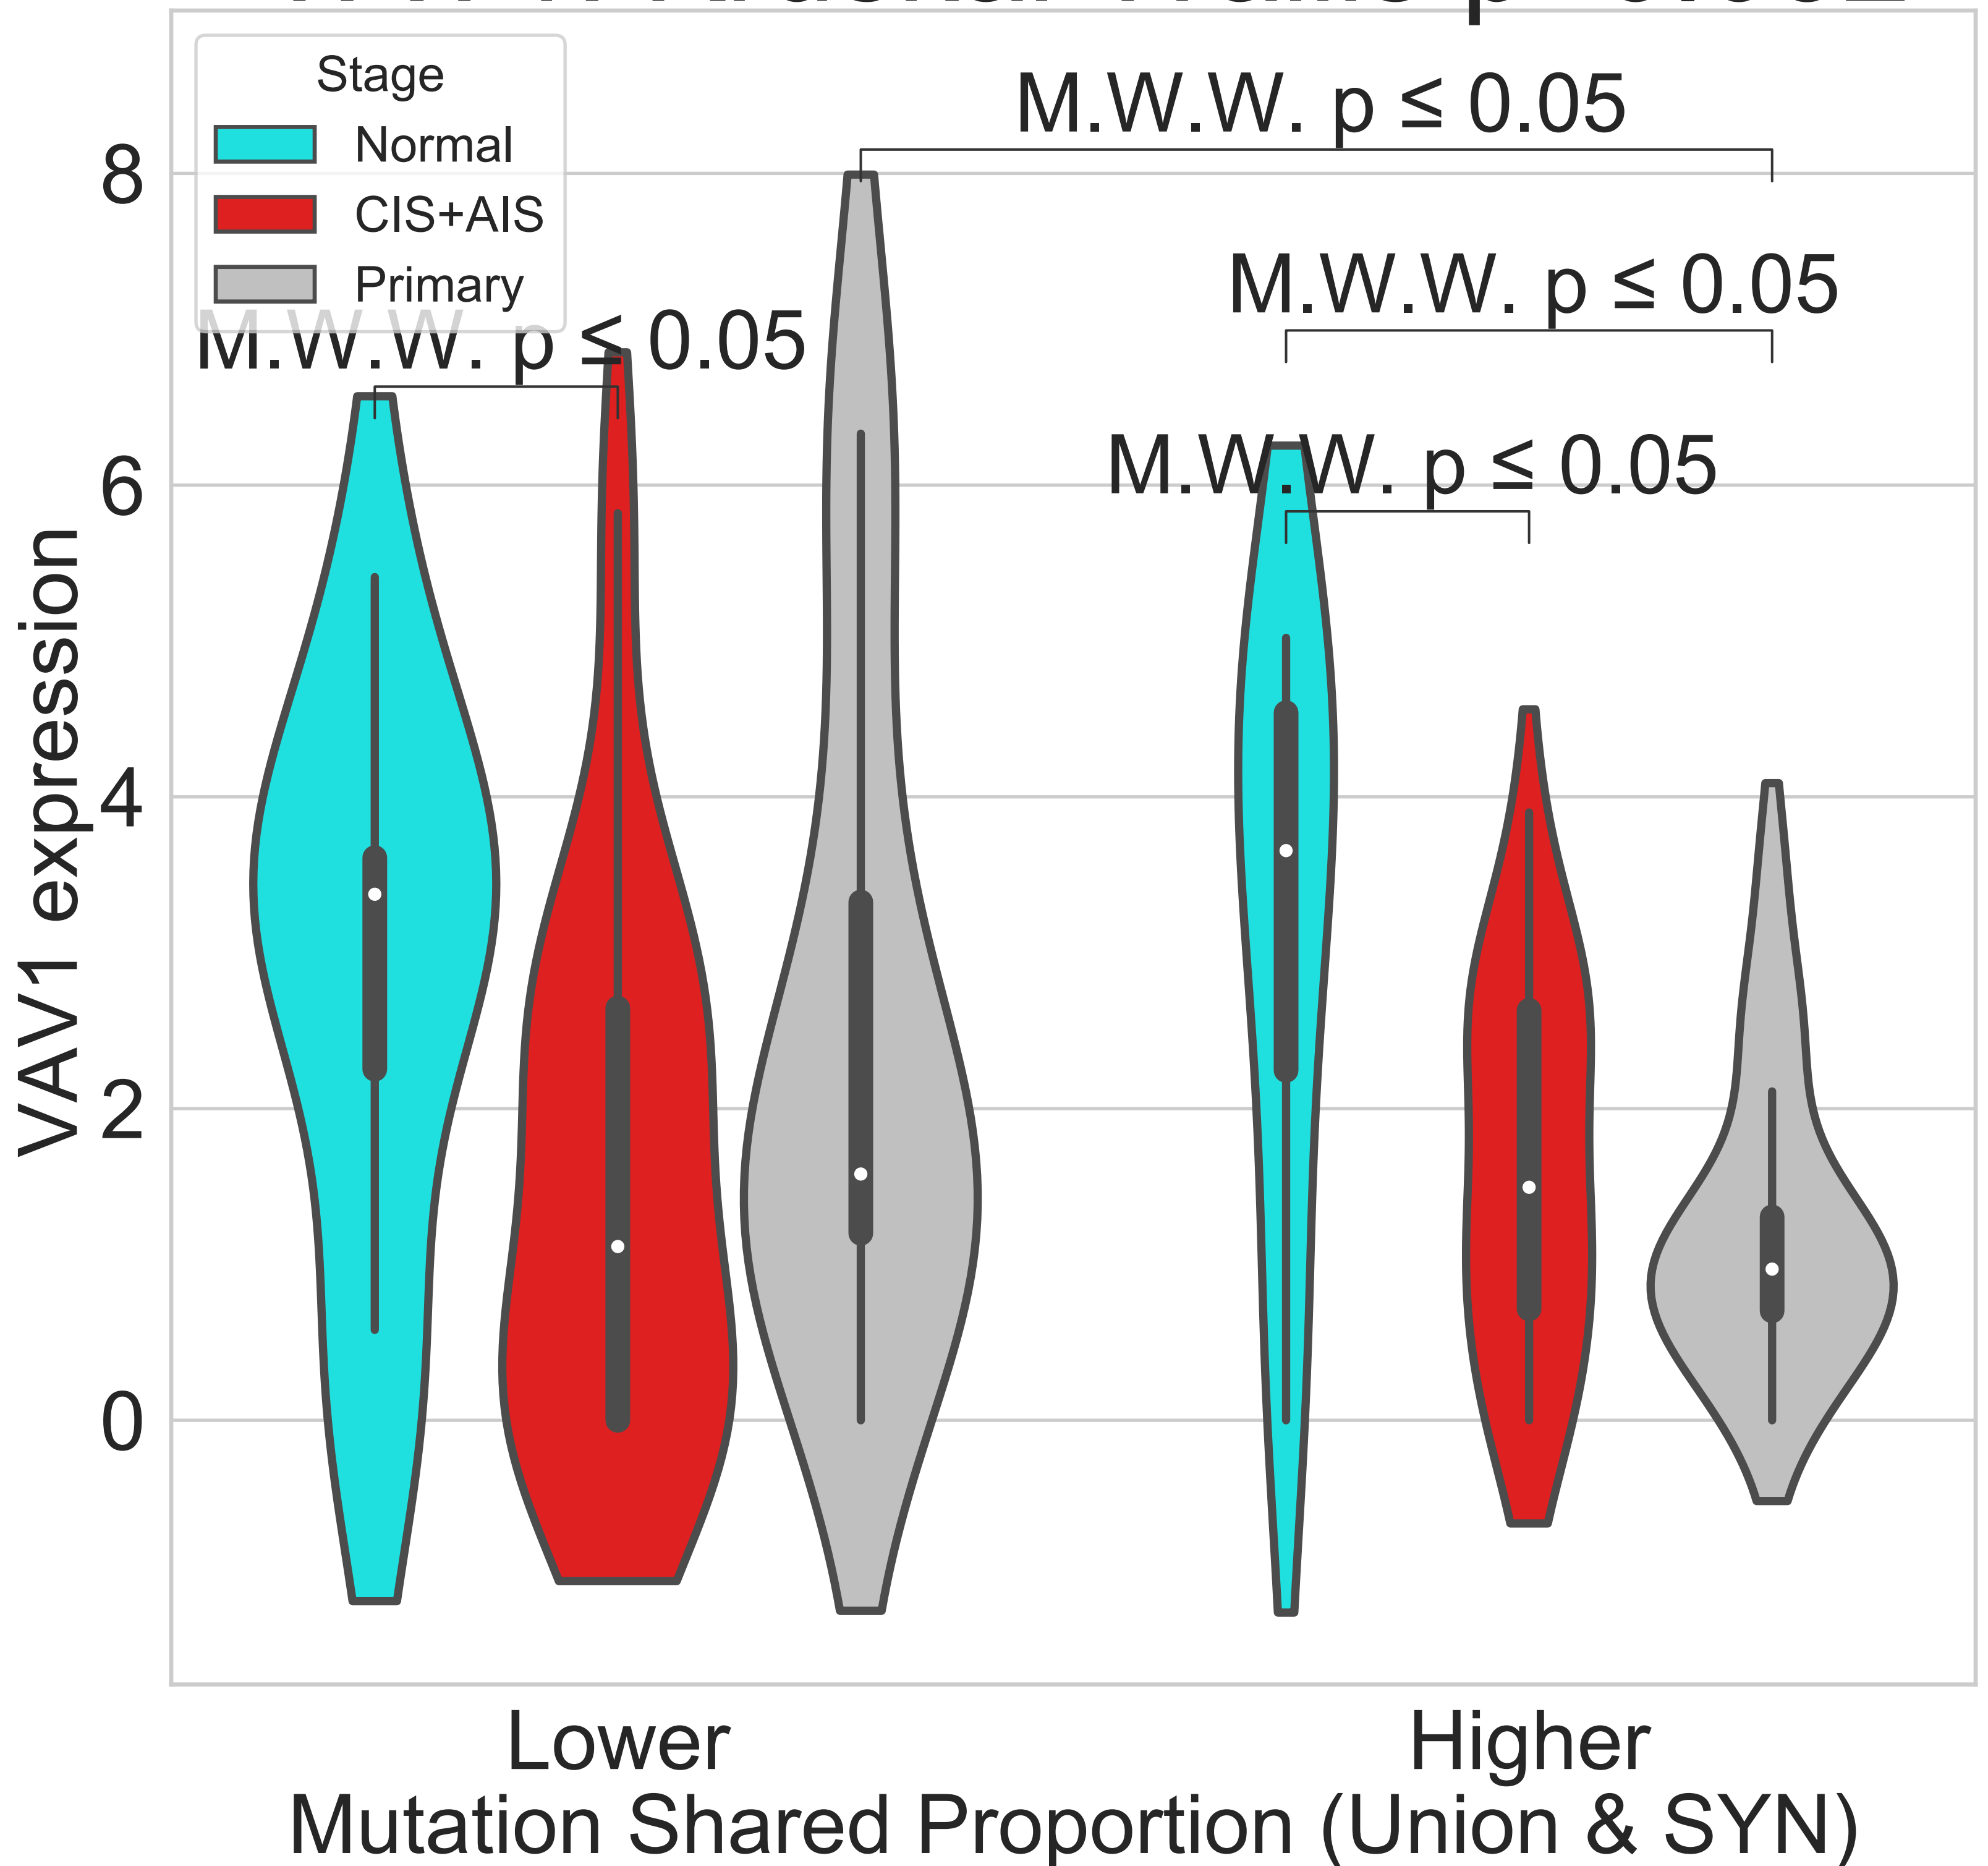 Stage
Normal
CIS+AIS
Primary
M.W.W. p ≤ 0.05
M.W.W. p ≤ 0.05
M.W.W. p ≤ 0.05
M.W.W. p ≤ 0.05
8
6
4
2
0
VAV1 expression
Lower
Higher
Mutation Shared Proportion (Union & SYN)